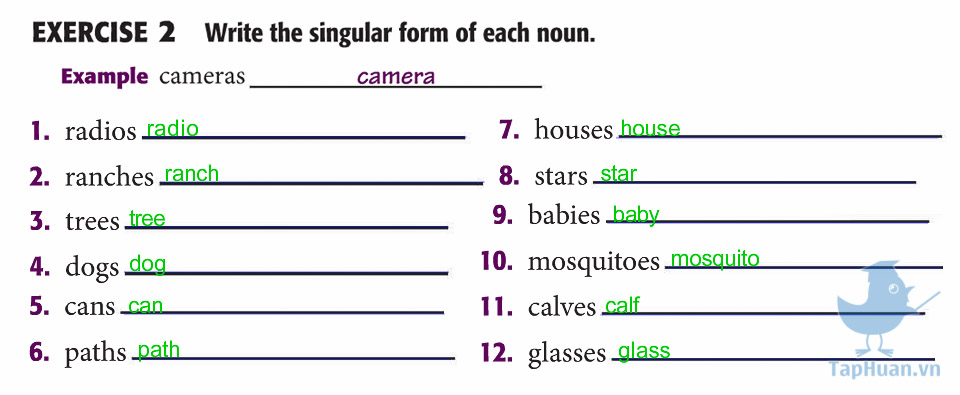 EXERCISE 2 Write the singular form of each noun.
Example cameras camera
1. radios radio
2. ranches ranch
3. trees tree
4. dogs dog
5. cans can
6. paths path
7. houses house
8. stars star
9. babies baby
10. mosquitoes mosquito
11. calves calf
12. glasses glass
TapHuan.vn